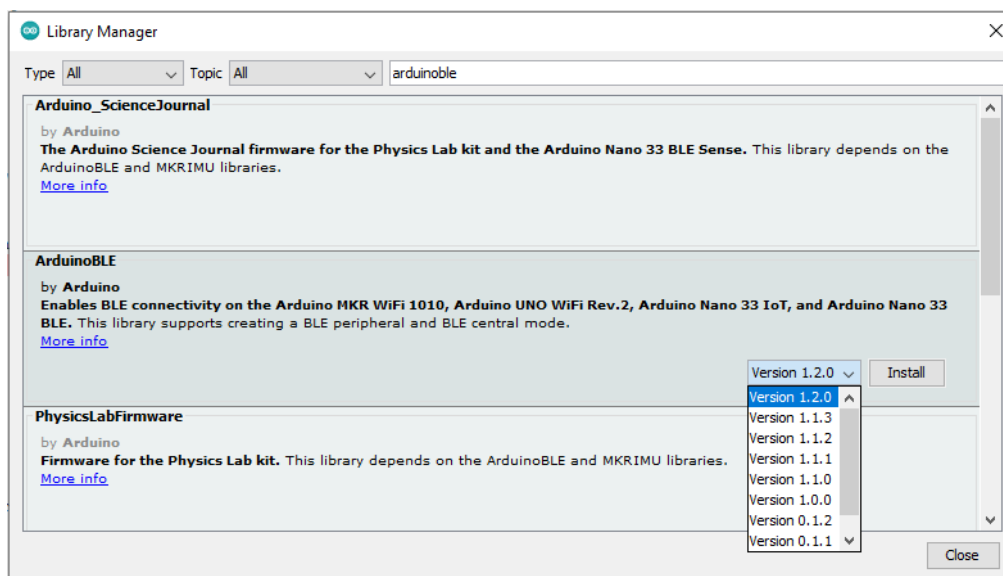 Library Manager
Type All Topic All arduinoble
Arduino_ScienceJournal
by Arduino
The Arduino Science Journal firmware for the Physics Lab kit and the Arduino Nano 33 BLE Sense. This library depends on the
ArduinoBLE and MKRIMU libraries.
More info
ArduinoBLE
by Arduino
Enables BLE connectivity on the Arduino MKR WiFi 1010, Arduino UNO WiFi Rev.2, Arduino Nano 33 IoT, and Arduino Nano 33
BLE. This library supports creating a BLE peripheral and BLE central mode.
More info
Version 1.2.0 Install
Version 1.2.0
Version 1.1.3
Version 1.1.2
Version 1.1.1
Version 1.1.0
Version 1.0.0
Version 0.1.2
Version 0.1.1
PhysicsLabFirmware
by Arduino
Firmware for the Physics Lab kit. This library depends on the ArduinoBLE and MKRIMU libraries.
More info
Close